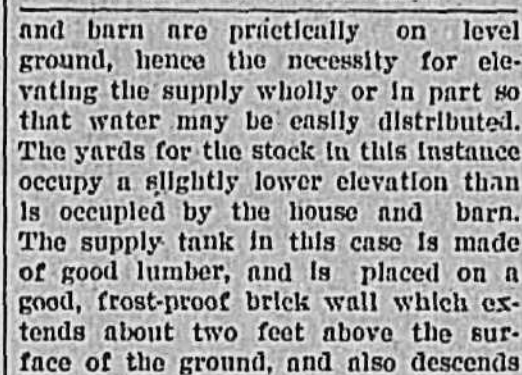 and barn are practically on level
ground, hence the necessity for ele-
vating the supply wholly or in part so
that water may be easily distributed.
The yards for the stock in this instance
occupy a slightly lower elevation than
is occupied by the house and barn.
The supply tank in this case is made
of good lumber, and is placed on a
good, frost-proof brick wall which ex-
tends about two feet above the sur-
face of the ground, and also descends